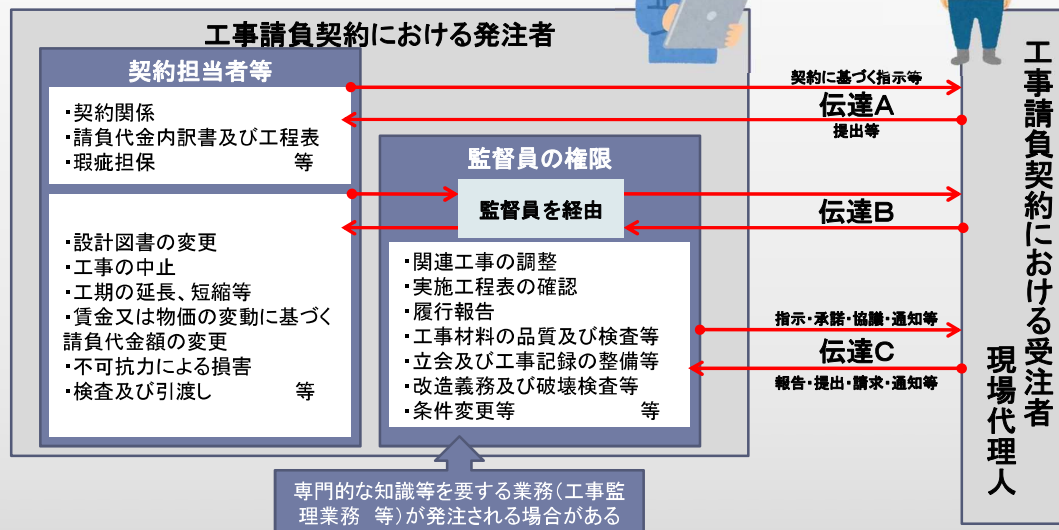 工事請負契約における発注者
契約担当者等
・契約関係
・請負代金内訳書及び工程表
・瑕疵担保　　　　　　等
・設計図書の変更
・工事の中止
・工期の延長、短縮等
・賃金又は物価の変動に基づく
請負代金額の変更
・不可抗力による損害
・検査及び引渡し　　　　　等
監督員の権限
監督員を経由
・関連工事の調整
・実施工程表の確認
・履行報告
・工事材料の品質及び検査等
・立会及び工事記録の整備等
・改造義務及び破壊検査等
・条件変更等　　　　　　　等
専門的な知識等を要する業務(工事監
理業務　等)が発注される場合がある
契約に基づく指示等
伝達A
提出等
伝達B
指示・承諾・協議・通知等
伝達C
報告・提出・請求・通知等
工事請負契約における受注者
現場代理人